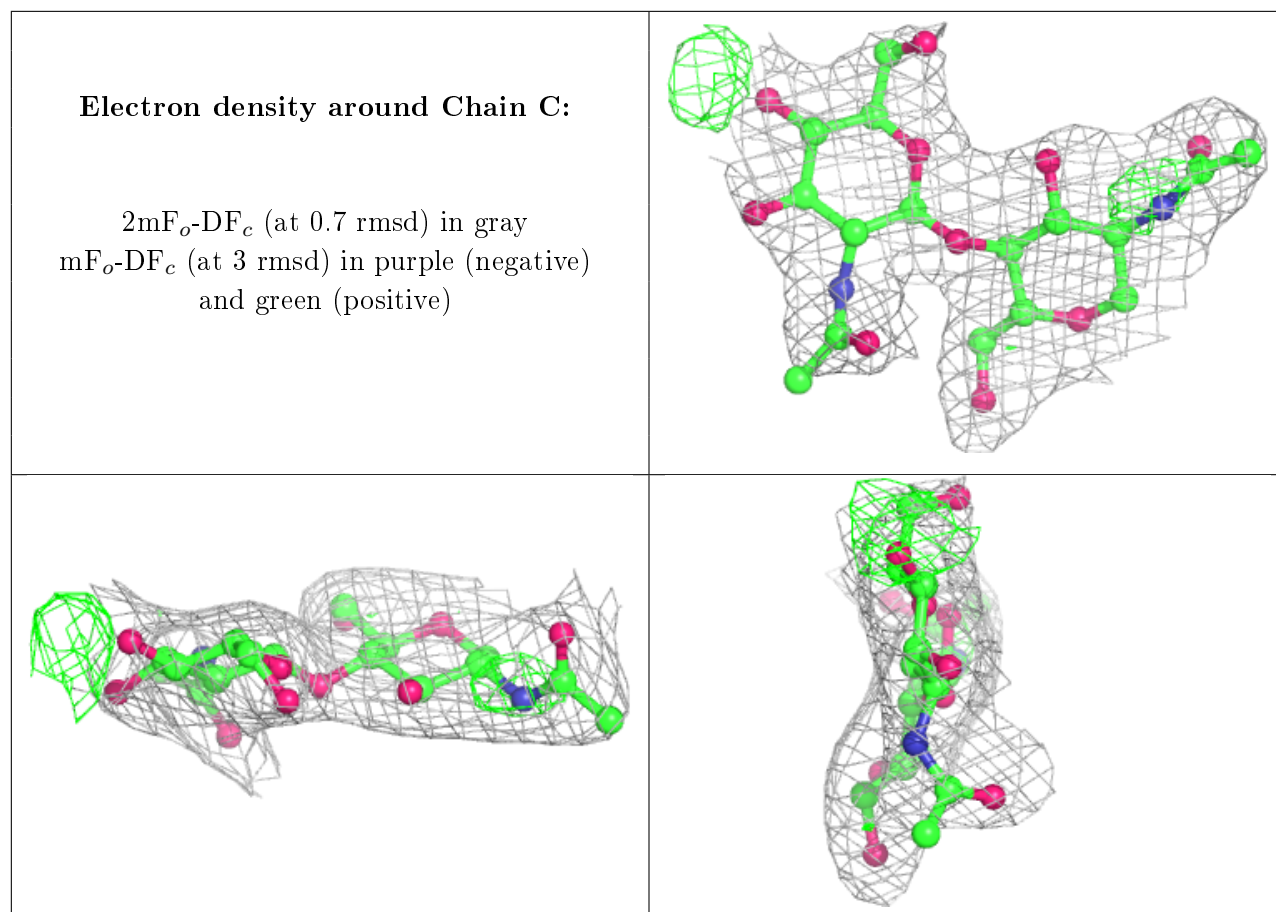 Electron density around Chain C:
2mFₒ-DF𝒸 (at 0.7 rmsd) in gray
mFₒ-DF𝒸 (at 3 rmsd) in purple (negative)
and green (positive)